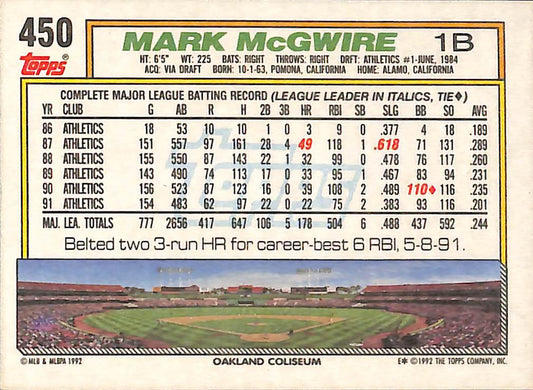 450
MARK McGWIRE 1B
topps®
HT: 6'5" WT: 225 BATS: RIGHT THROWS: RIGHT DRFT: ATHLETICS #1-JUNE, 1984
ACQ: VIA DRAFT BORN: 10-1-63, POMONA, CALIFORNIA HOME: ALAMO, CALIFORNIA
COMPLETE MAJOR LEAGUE BATTING RECORD (LEAGUE LEADER IN ITALICS, TIE♦)
YR CLUB G AB R H 2B 3B HR RBI SB SLG BB SO AVG
86 ATHLETICS 18 53 10 10 1 0 3 9 0 .377 4 18 .189
87 ATHLETICS 151 557 97 161 28 4 49 118 1 .618 71 131 .289
88 ATHLETICS 155 550 87 143 22 1 32 99 0 .478 76 117 .260
89 ATHLETICS 143 490 74 113 17 0 33 95 1 .467 83 94 .231
90 ATHLETICS 156 523 87 123 16 0 39 108 2 .489 110♦ 116 .235
91 ATHLETICS 154 483 62 97 22 0 22 75 2 .383 93 116 .201
MAJ. LEA. TOTALS 777 2656 417 647 106 5 178 504 6 .488 437 592 .244
Belted two 3-run HR for career-best 6 RBI, 5-8-91.
© MLB & MLBPA 1992 OAKLAND COLISEUM E* © 1992 THE TOPPS COMPANY, INC.